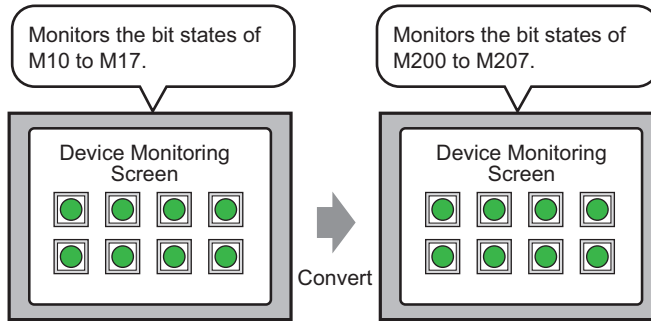 Monitors the bit states of
M10 to M17.
Monitors the bit states of
M200 to M207.
Device Monitoring
Screen
Device Monitoring
Screen
Convert